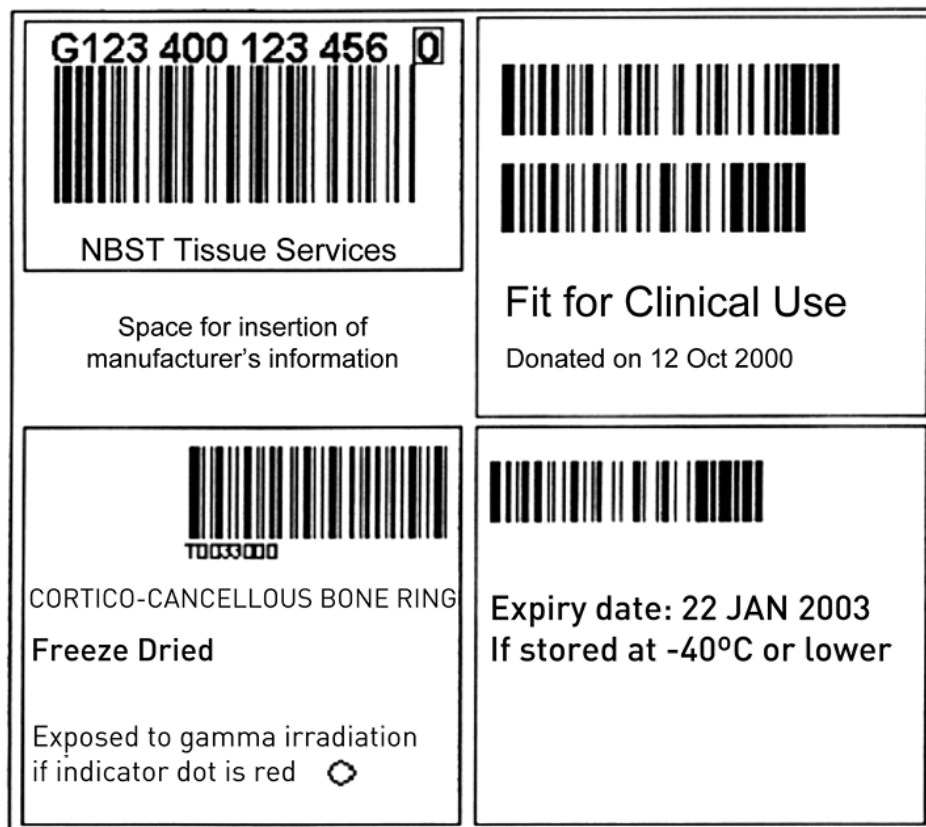 G123 400 123 456 0
NBST Tissue Services
Space for insertion of
manufacturer's information
Fit for Clinical Use
Donated on 12 Oct 2000
T0033000
CORTICO-CANCELLOUS BONE RING
Freeze Dried
Exposed to gamma irradiation
if indicator dot is red
Expiry date: 22 JAN 2003
If stored at -40ºC or lower